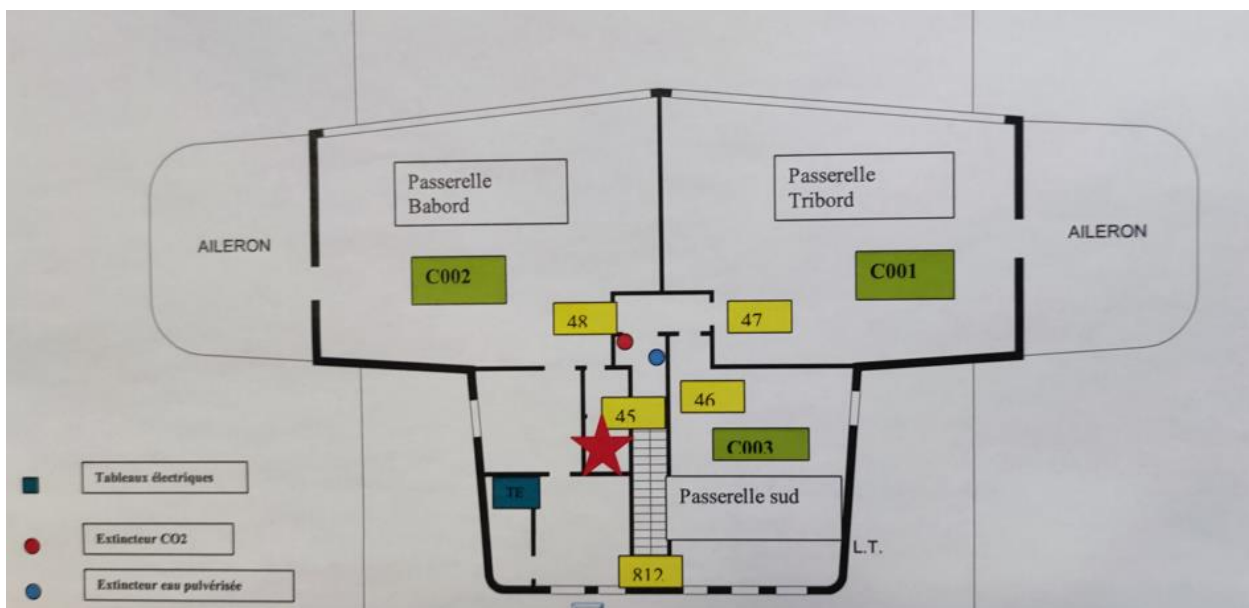 Passerelle
Babord
Passerelle
Tribord
AILERON
AILERON
C002
C001
48
47
45
46
C003
TE
Passerelle sud
L.T.
812
Tableaux électriques
Extincteur CO2
Extincteur eau pulvérisée